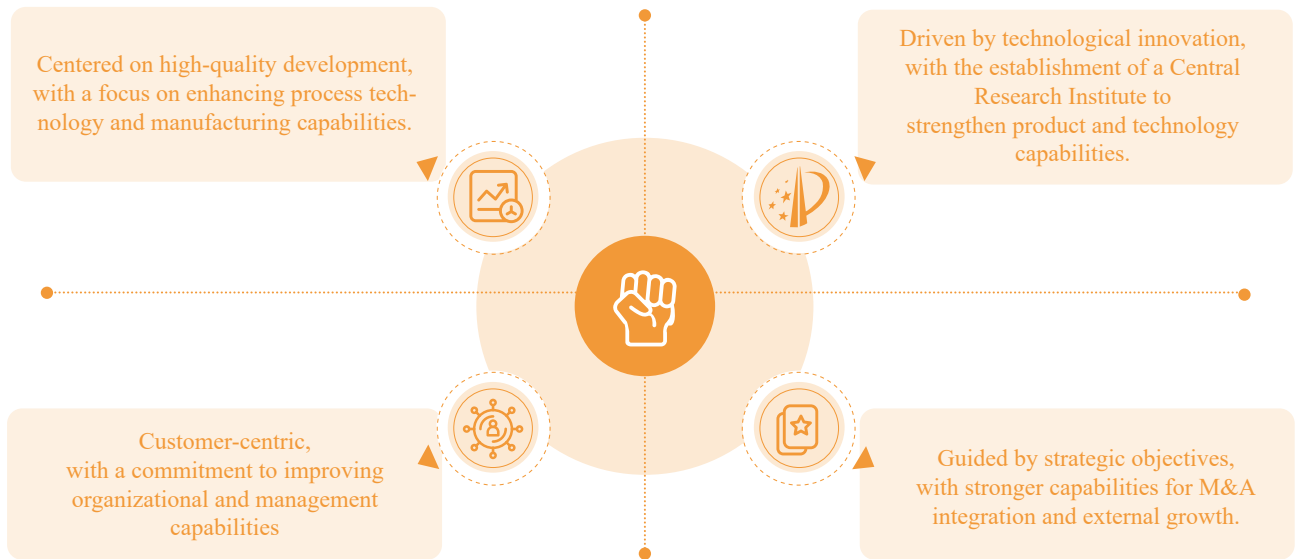 Centered on high-quality development,
with a focus on enhancing process tech-
nology and manufacturing capabilities.
Driven by technological innovation,
with the establishment of a Central
Research Institute to
strengthen product and technology
capabilities.
Customer-centric,
with a commitment to improving
organizational and management
capabilities
Guided by strategic objectives,
with stronger capabilities for M&A
integration and external growth.